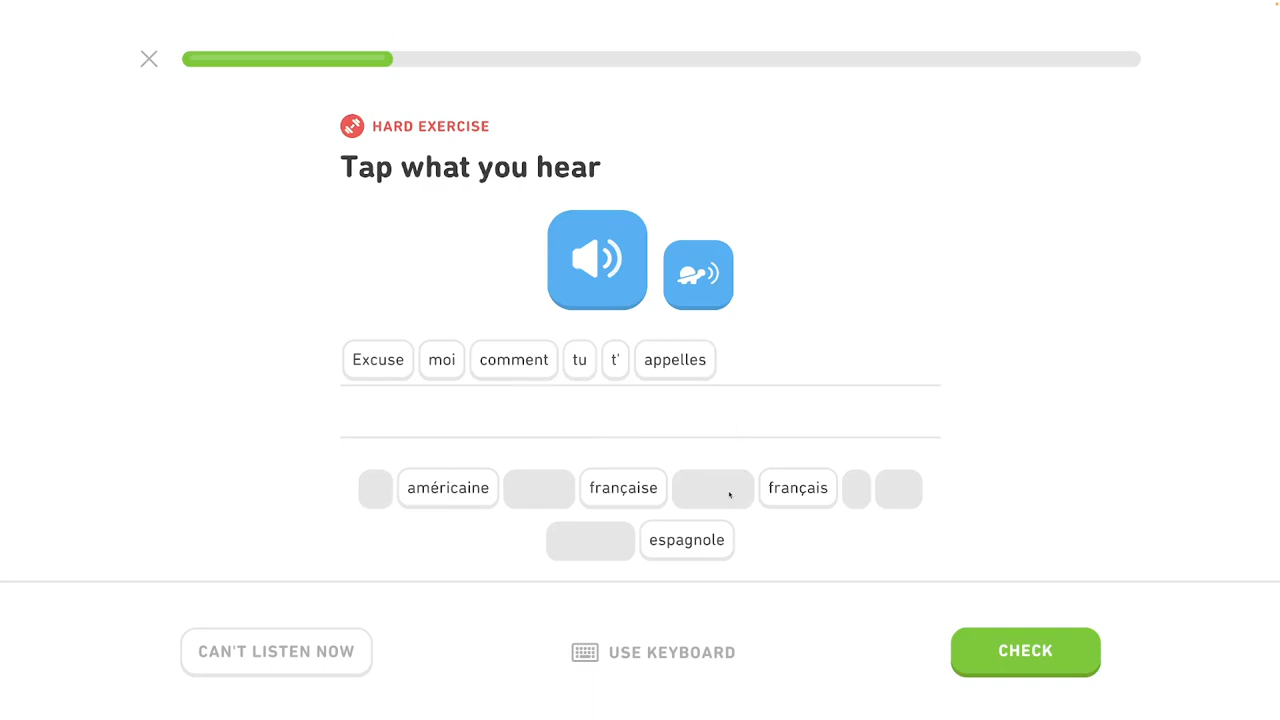 HARD EXERCISE
Tap what you hear
Excuse moi comment tu t' appelles
américaine française français
espagnole
CAN'T LISTEN NOW USE KEYBOARD CHECK